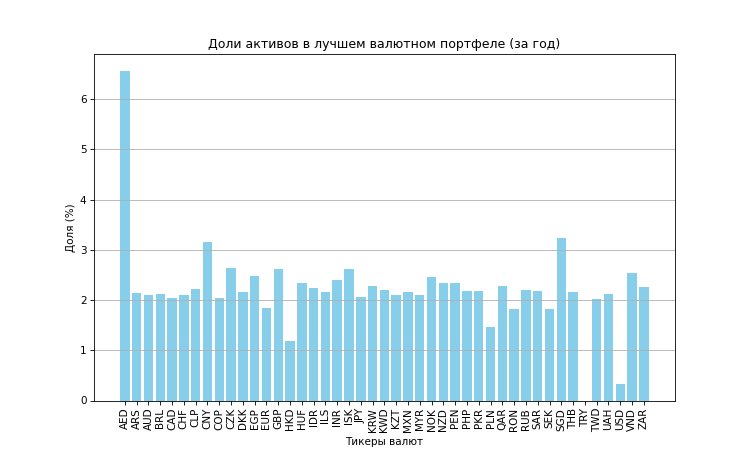 Доли активов в лучшем валютном портфеле (за год)
Доля (%)
6
5
4
3
2
1
0
AED
ARS
AUD
BRL
CAD
CHF
CLP
CNY
COP
CZK
DKK
EGP
EUR
GBP
HKD
HUF
IDR
ILS
INR
ISK
JPY
KRW
KWD
KZT
MXN
MYR
NOK
NZD
PEN
PHP
PKR
PLN
QAR
RON
RUB
SAR
SEK
SGD
THB
TRY
TWD
UAH
USD
VND
ZAR
Тикеры валют